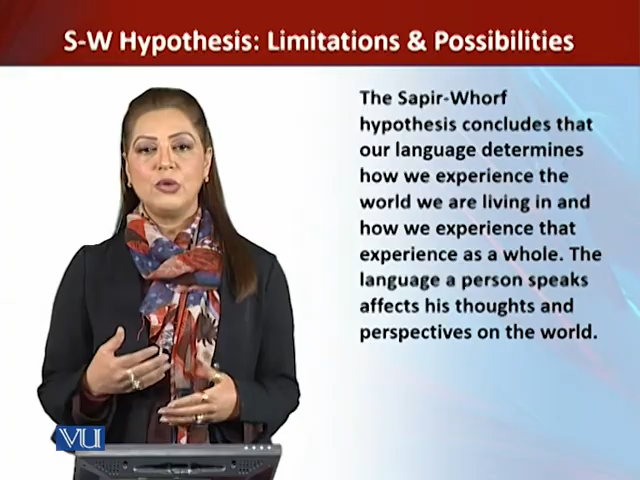 S-W Hypothesis: Limitations & Possibilities
The Sapir-Whorf
hypothesis concludes that
our language determines
how we experience the
world we are living in and
how we experience that
experience as a whole. The
language a person speaks
affects his thoughts and
perspectives on the world.
VU